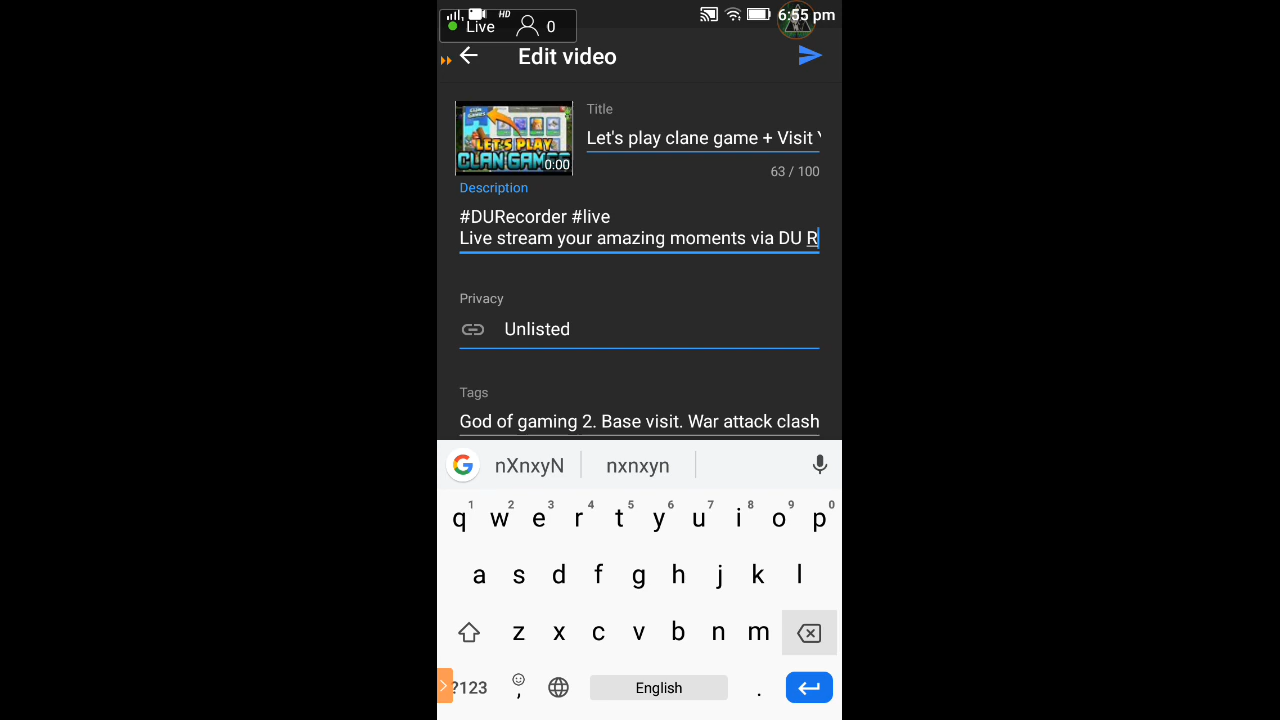 HD
6:55 pm
Live 0
Edit video
Title
Let's play clane game + Visit
63 / 100
LET'S PLAY
CLAN GAM
0:00
Description
#DURecorder #live
Live stream your amazing moments via DU R
Privacy
Unlisted
Tags
God of gaming 2. Base visit. War attack clash
nXnxyN nxnxyn
1 2 3 4 5 6 7 8 9 0
q w e r t y u i o p
a s d f g h j k l
z x c v b n m
?123 , English .